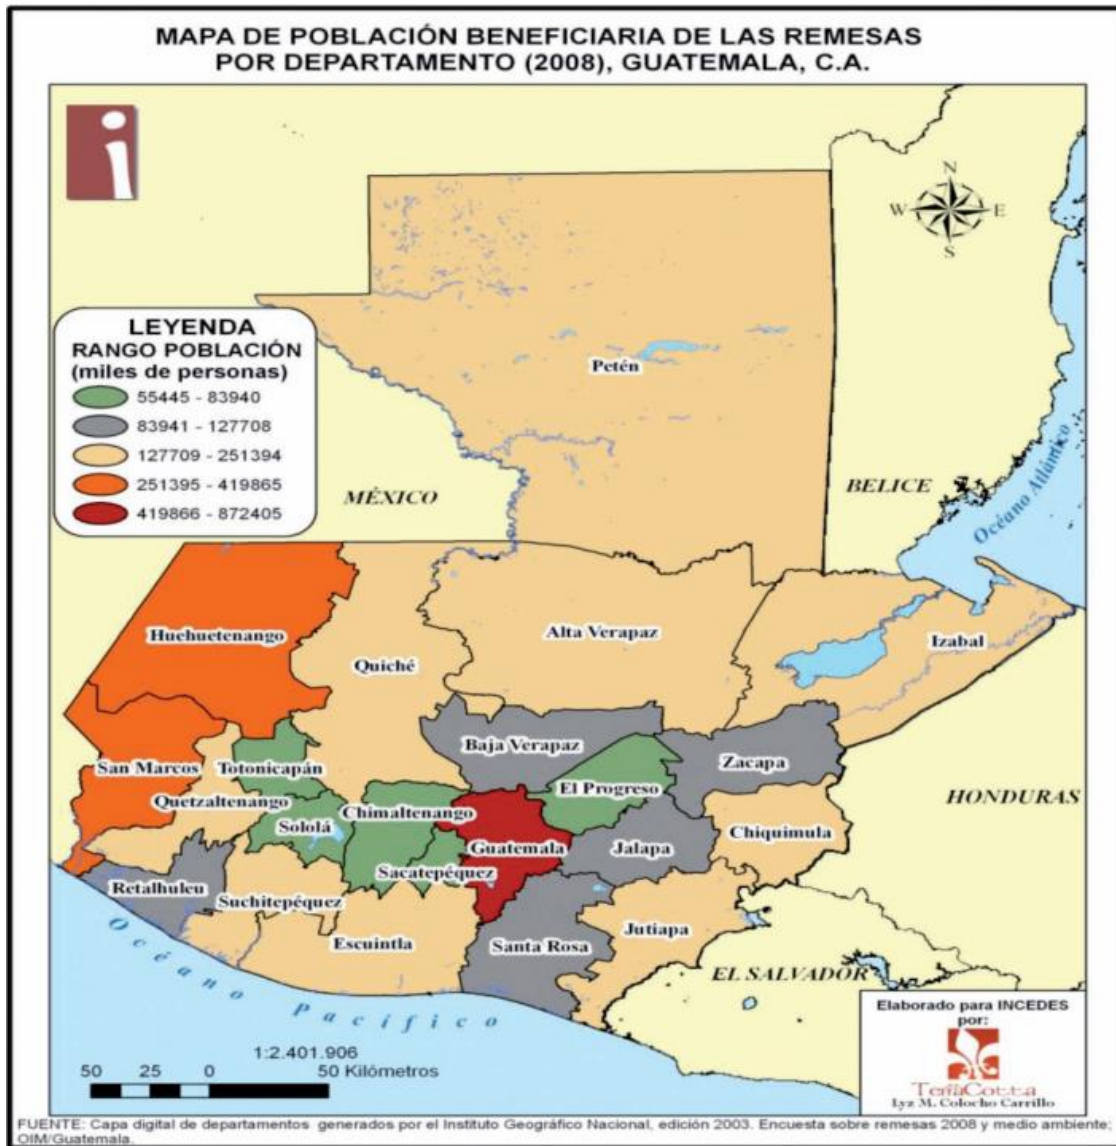 MAPA DE POBLACIÓN BENEFICIARIA DE LAS REMESAS
POR DEPARTAMENTO (2008), GUATEMALA, C.A.
i
N
W E
S
LEYENDA
RANGO POBLACIÓN
(miles de personas)
55445 - 83940
83941 - 127708
127709 - 251394
251395 - 419865
419866 - 872405
Petén
MÉXICO
BELICE
Océano Atlántico
Huehuetenango
Quiché
Alta Verapaz
Izabal
San Marcos
Totonicapán
Baja Verapaz
Zacapa
Quetzaltenango
Sololá
Chimaltenango
El Progreso
HONDURAS
Guatemala
Jalapa
Chiquimula
Sacatepéquez
Retalhuleu
Suchitepéquez
Escuintla
Santa Rosa
Jutiapa
EL SALVADOR
Océano Pacífico
1:2.401.906
50 25 0 50 Kilómetros
Elaborado para INCEDES
por:
TerraCotta
Lyz M. Colocho Carrillo
FUENTE: Capa digital de departamentos generados por el Instituto Geográfico Nacional, edición 2003. Encuesta sobre remesas 2008 y medio ambiente,
OIM/Guatemala.